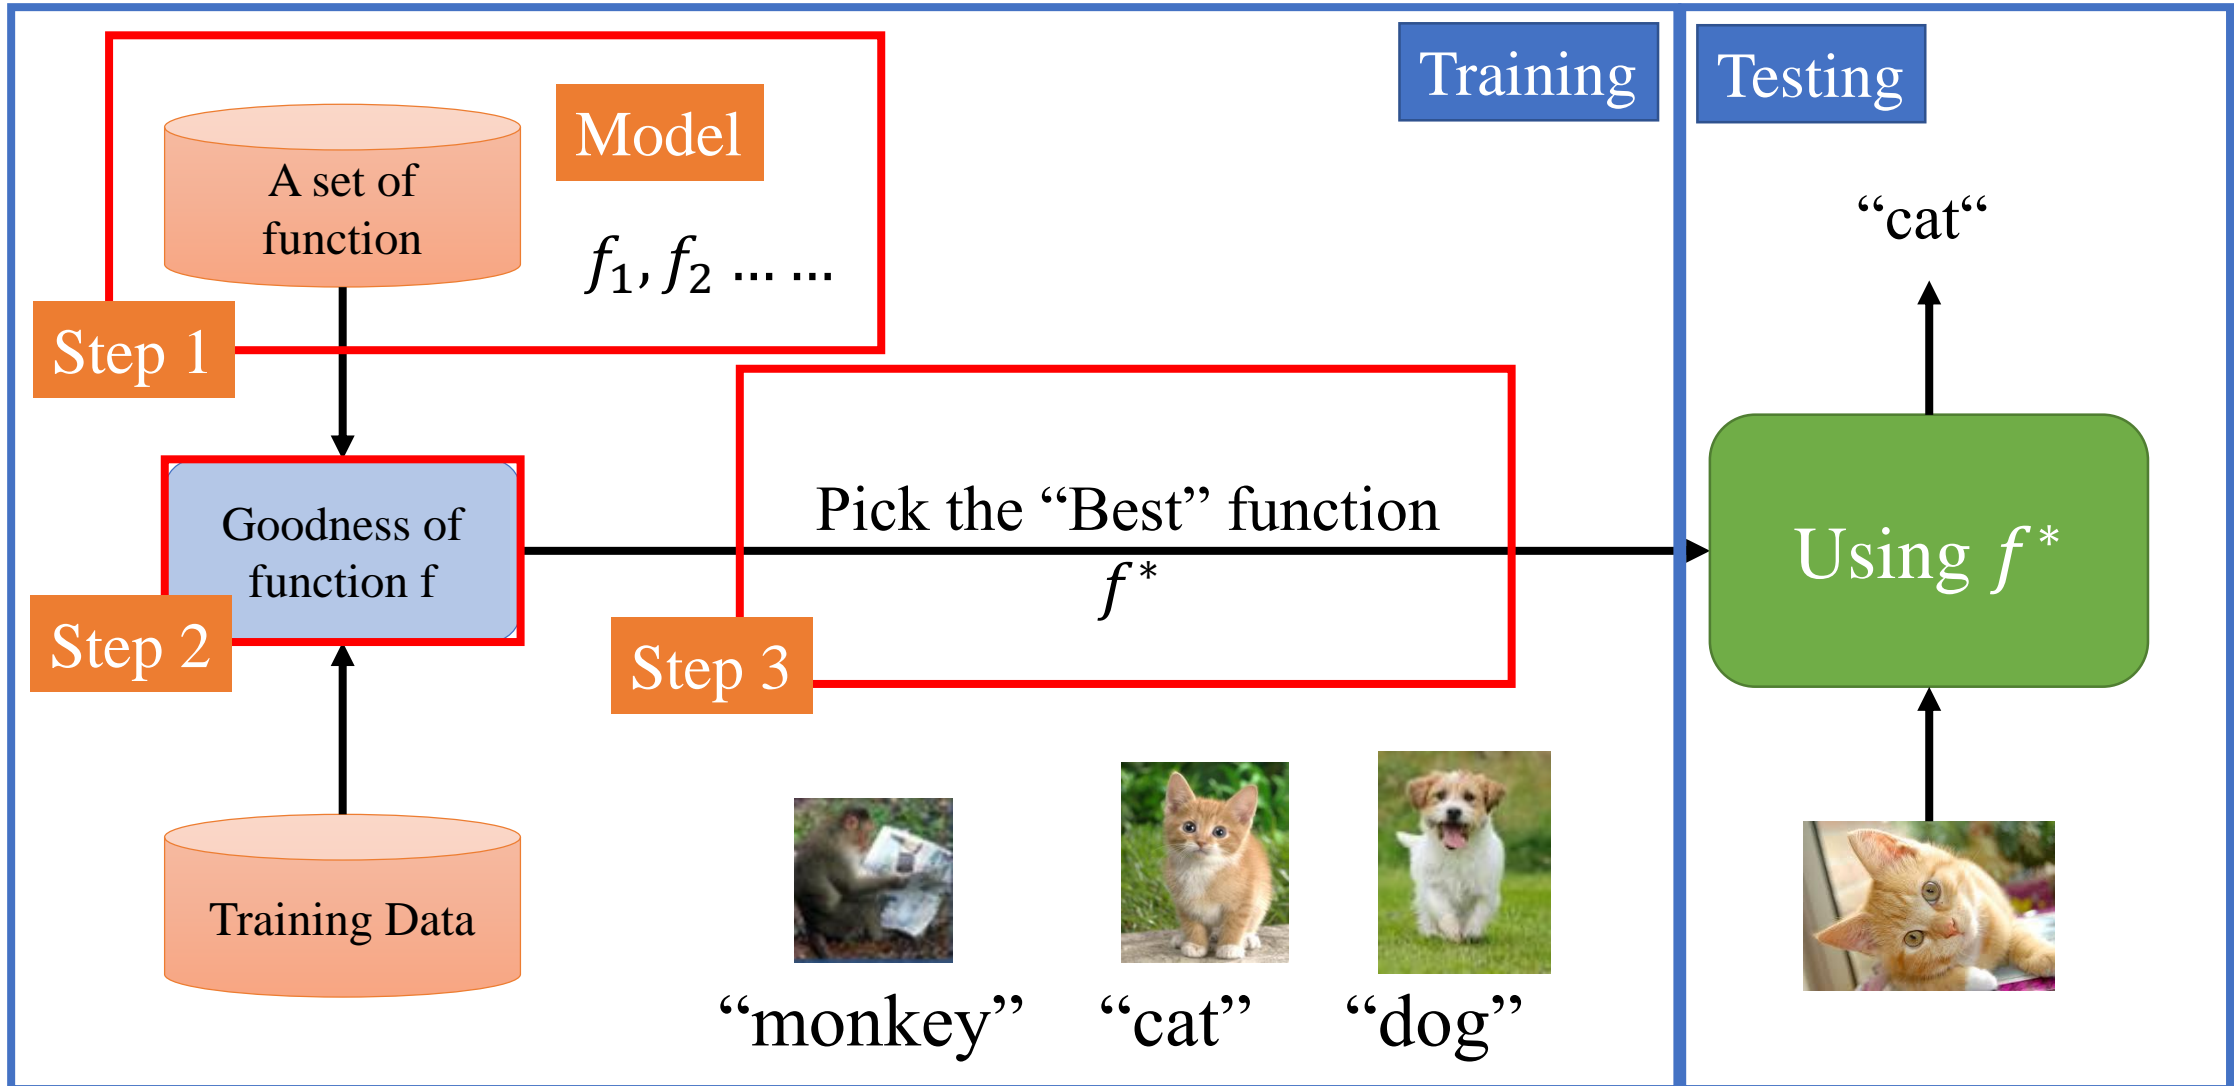 Training
Testing
Model
A set of
function
f₁, f₂ … …
“cat“
Step 1
Goodness of
function f
Step 2
Pick the “Best” function
f*
Step 3
Using f*
Training Data
“monkey”
“cat”
“dog”